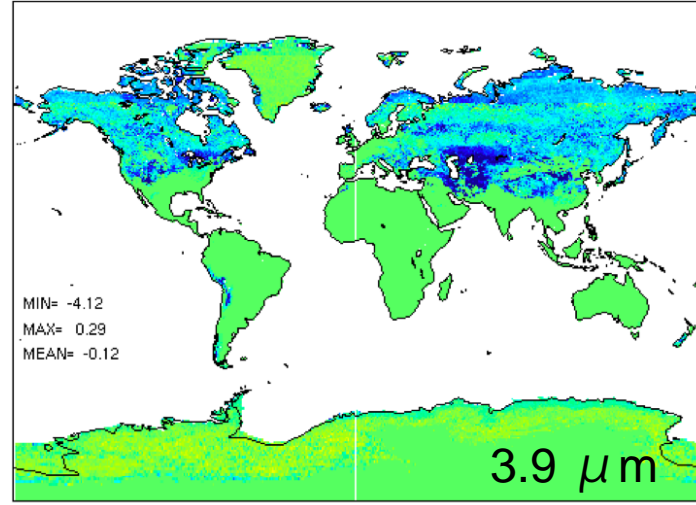 MIN= -4.12
MAX= 0.29
MEAN= -0.12
3.9 μm